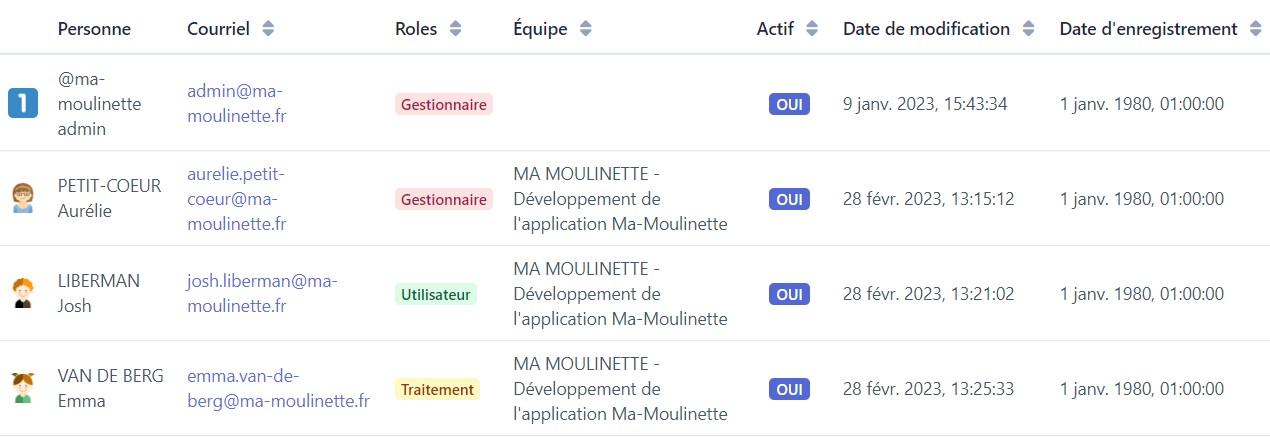 Personne Courriel Roles Équipe Actif Date de modification Date d'enregistrement
1
@ma-
moulinette
admin
admin@ma-
moulinette.fr
Gestionnaire
OUI
9 janv. 2023, 15:43:34
1 janv. 1980, 01:00:00
PETIT-COEUR
Aurélie
aurelie.petit-
coeur@ma-
moulinette.fr
Gestionnaire
MA MOULINETTE -
Développement de
l'application Ma-Moulinette
OUI
28 févr. 2023, 13:15:12
1 janv. 1980, 01:00:00
LIBERMAN
Josh
josh.liberman@ma-
moulinette.fr
Utilisateur
MA MOULINETTE -
Développement de
l'application Ma-Moulinette
OUI
28 févr. 2023, 13:21:02
1 janv. 1980, 01:00:00
VAN DE BERG
Emma
emma.van-de-
berg@ma-moulinette.fr
Traitement
MA MOULINETTE -
Développement de
l'application Ma-Moulinette
OUI
28 févr. 2023, 13:25:33
1 janv. 1980, 01:00:00